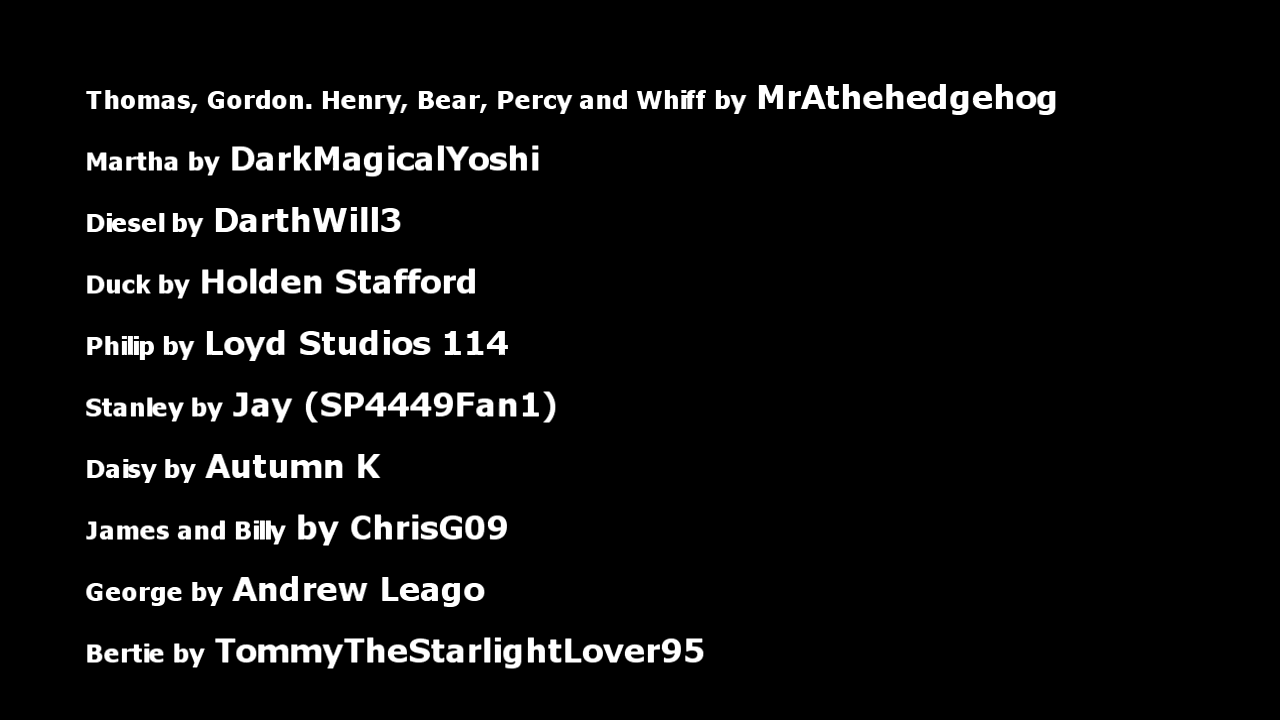 Thomas, Gordon. Henry, Bear, Percy and Whiff by MrAthehedgehog
Martha by DarkMagicalYoshi
Diesel by DarthWill3
Duck by Holden Stafford
Philip by Loyd Studios 114
Stanley by Jay (SP4449Fan1)
Daisy by Autumn K
James and Billy by ChrisG09
George by Andrew Leago
Bertie by TommyTheStarlightLover95